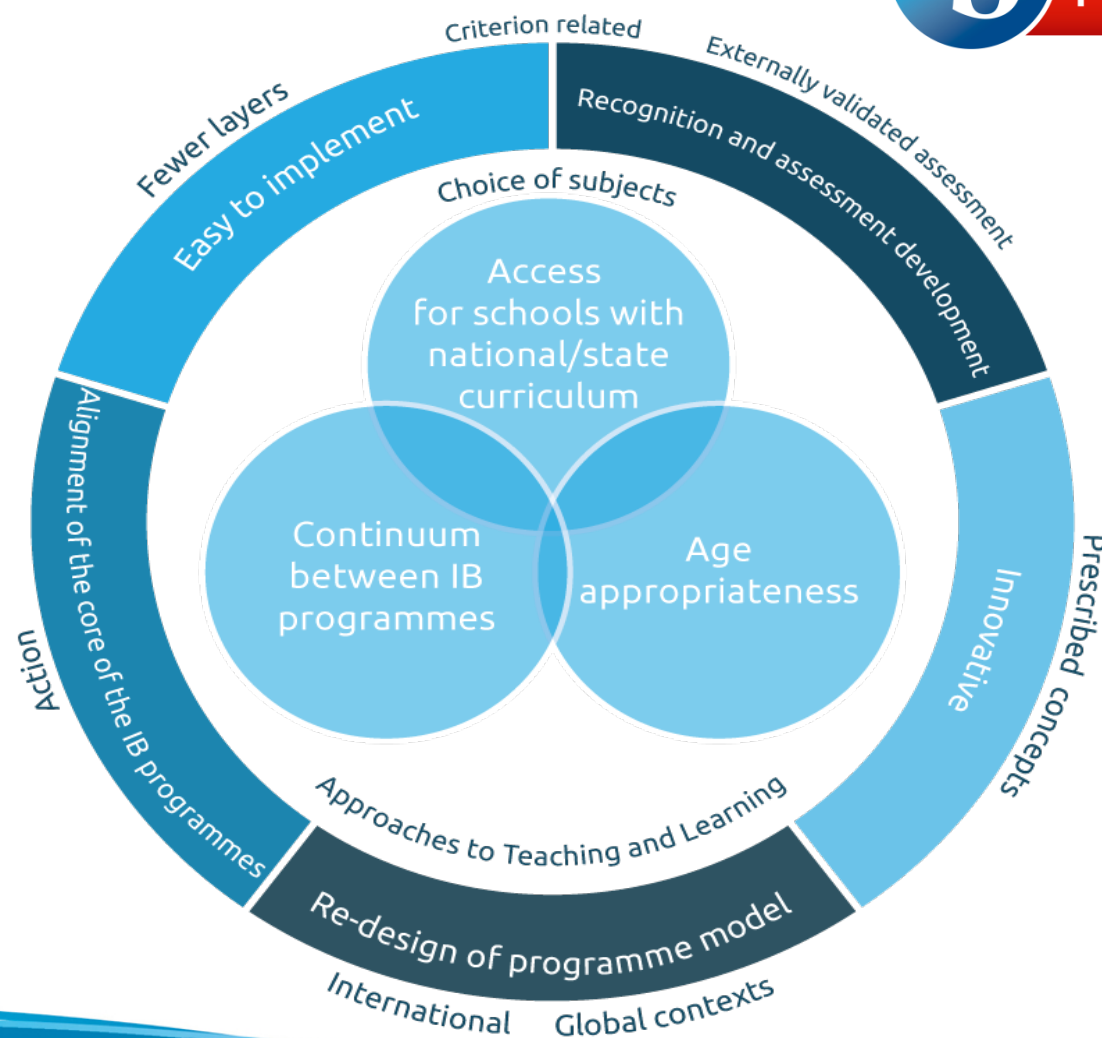 Criterion related
Externally validated assessment
Fewer layers
Easy to implement
Recognition and assessment development
Choice of subjects
Access
for schools with
national/state
curriculum
Continuum
between IB
programmes
Age
appropriateness
Alignment of the core of the IB programmes
Action
Innovative
Prescribed concepts
Approaches to Teaching and Learning
Re-design of programme model
International
Global contexts